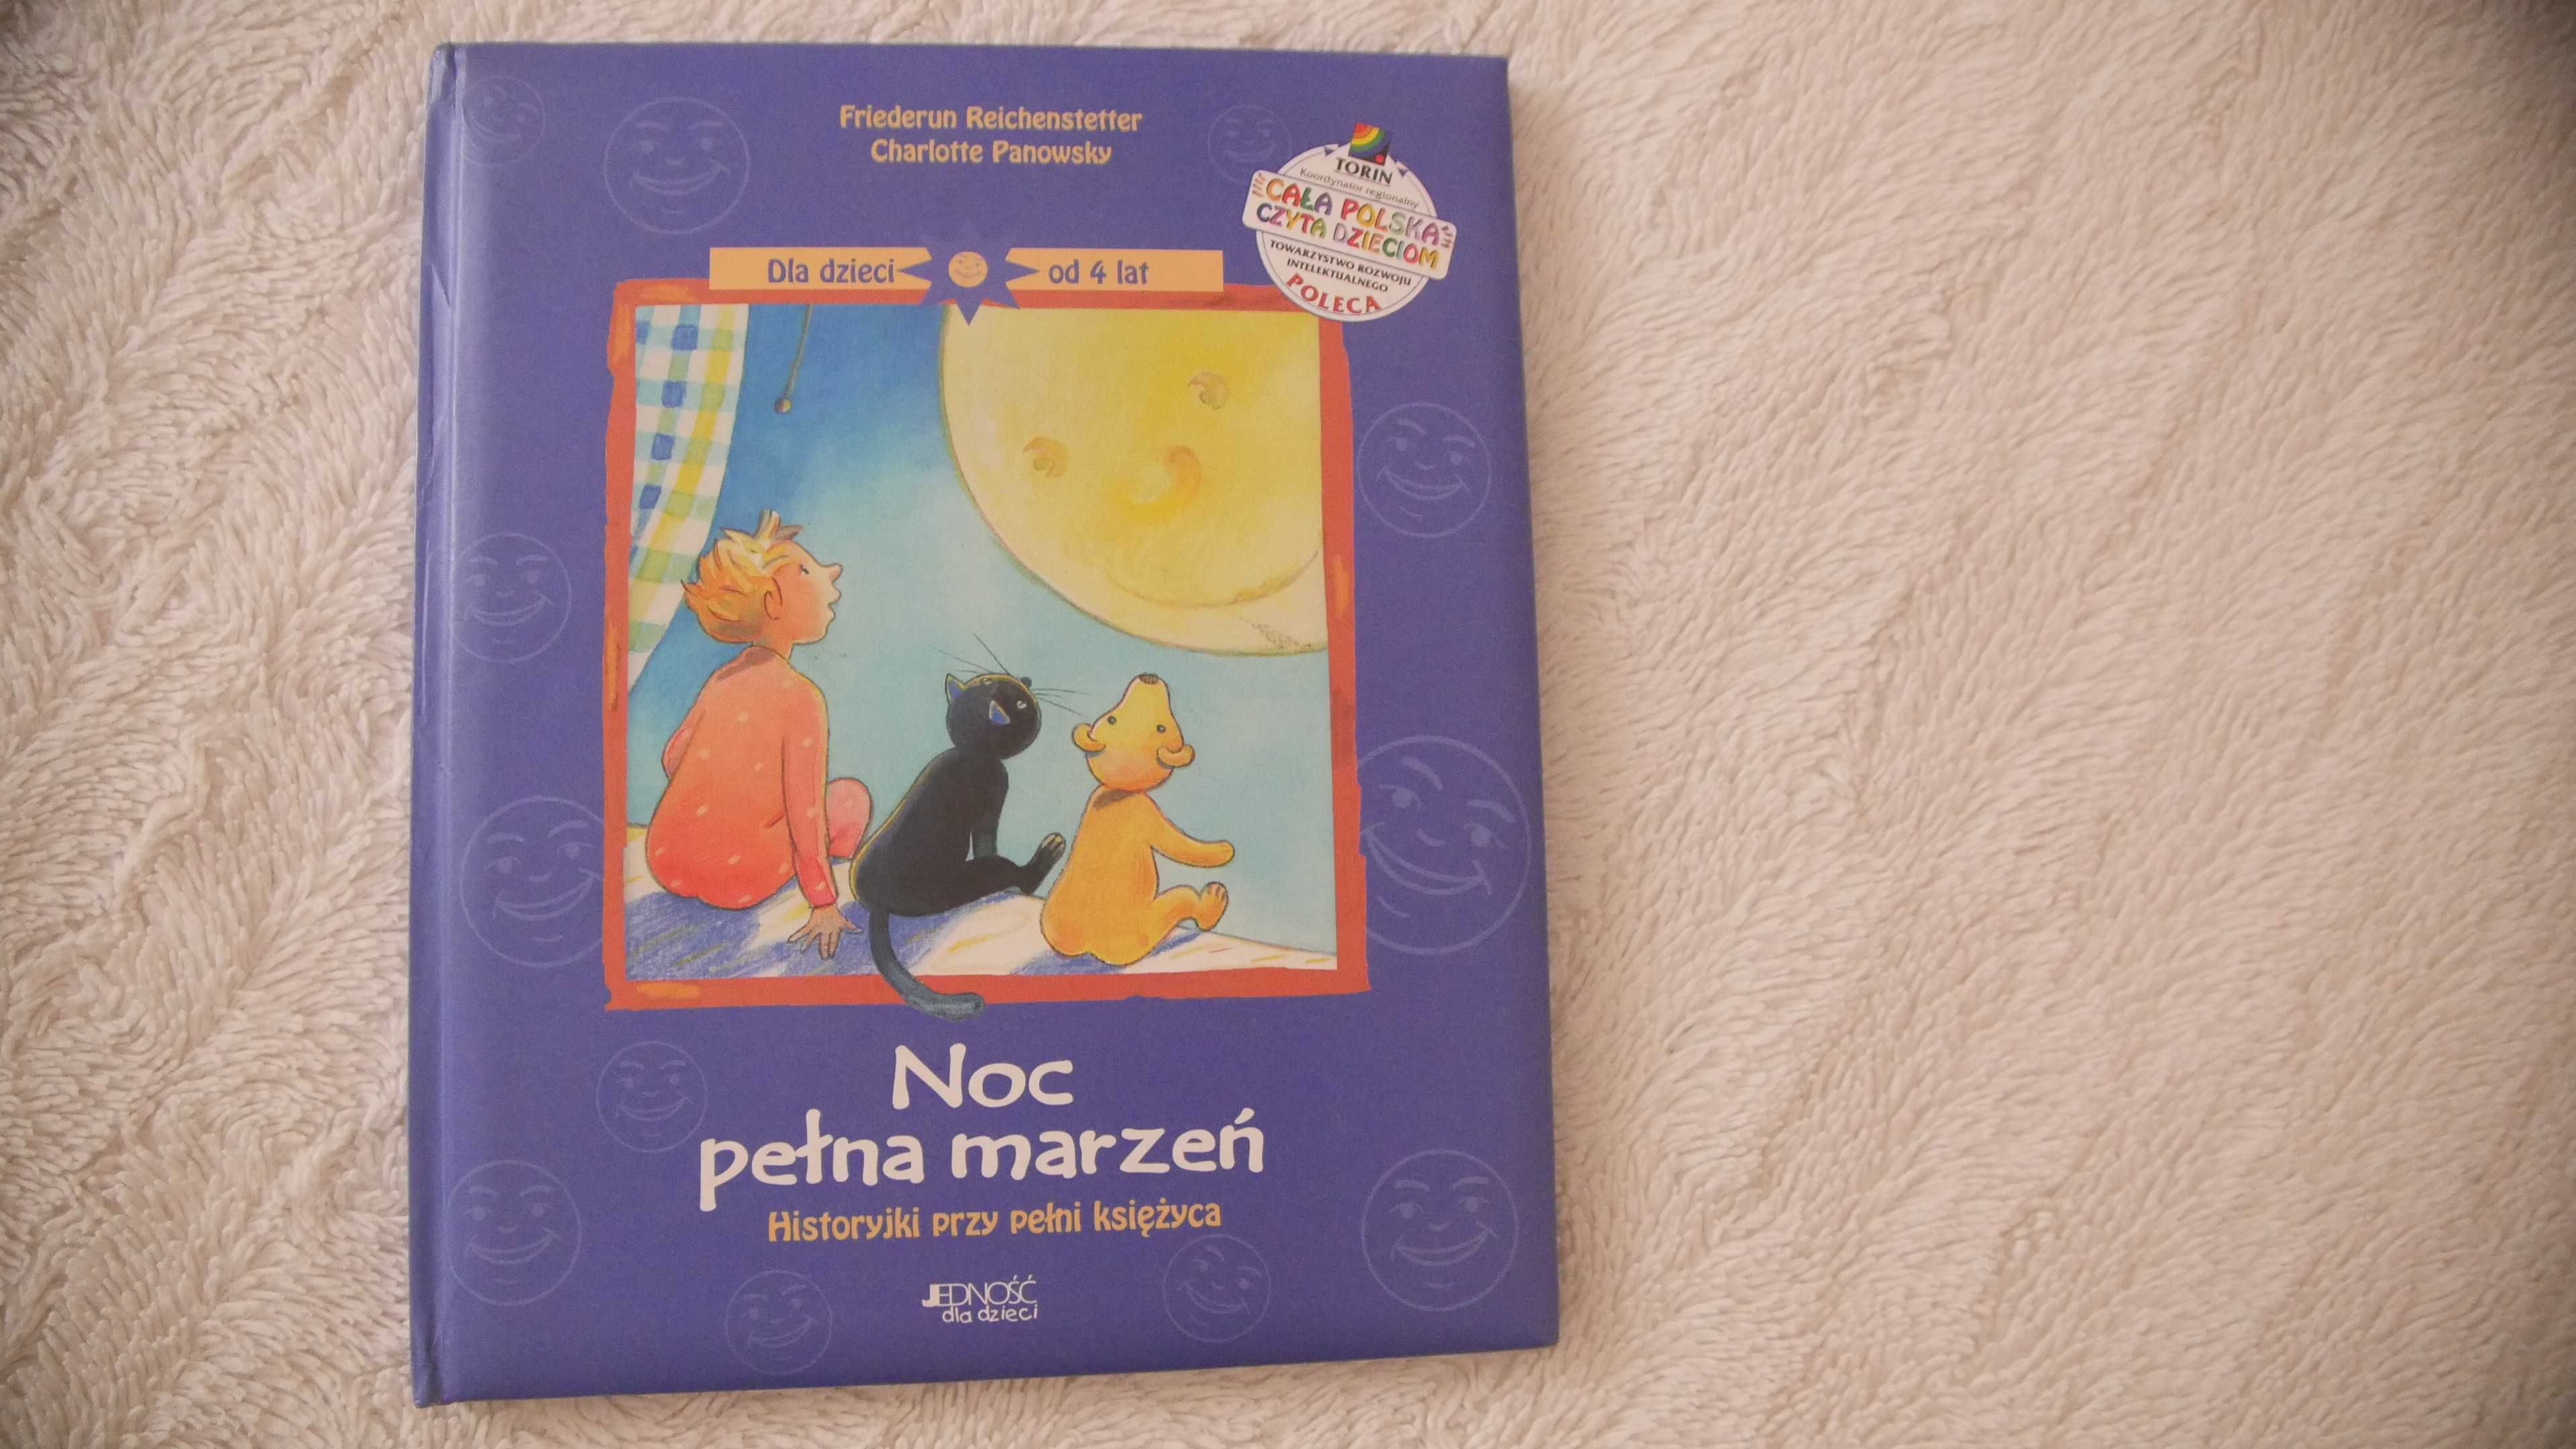 Friederun Reichenstetter
Charlotte Panowsky
TORIN
Koordynator regionalny
CAŁA POLSKA
CZYTA DZIECIOM
TOWARZYSTWO ROZWOJU
INTELEKTUALNEGO
POLECA
Dla dzieci od 4 lat
Noc
pełna marzeń
Historyjki przy pełni księżyca
JEDNOŚĆ
dla dzieci